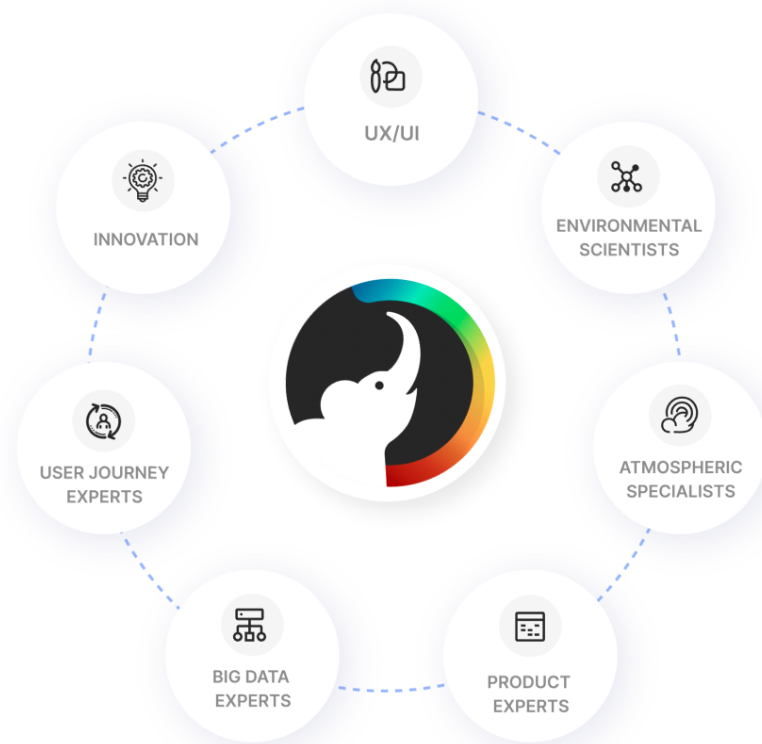 UX/UI
ENVIRONMENTAL
SCIENTISTS
ATMOSPHERIC
SPECIALISTS
PRODUCT
EXPERTS
BIG DATA
EXPERTS
USER JOURNEY
EXPERTS
INNOVATION